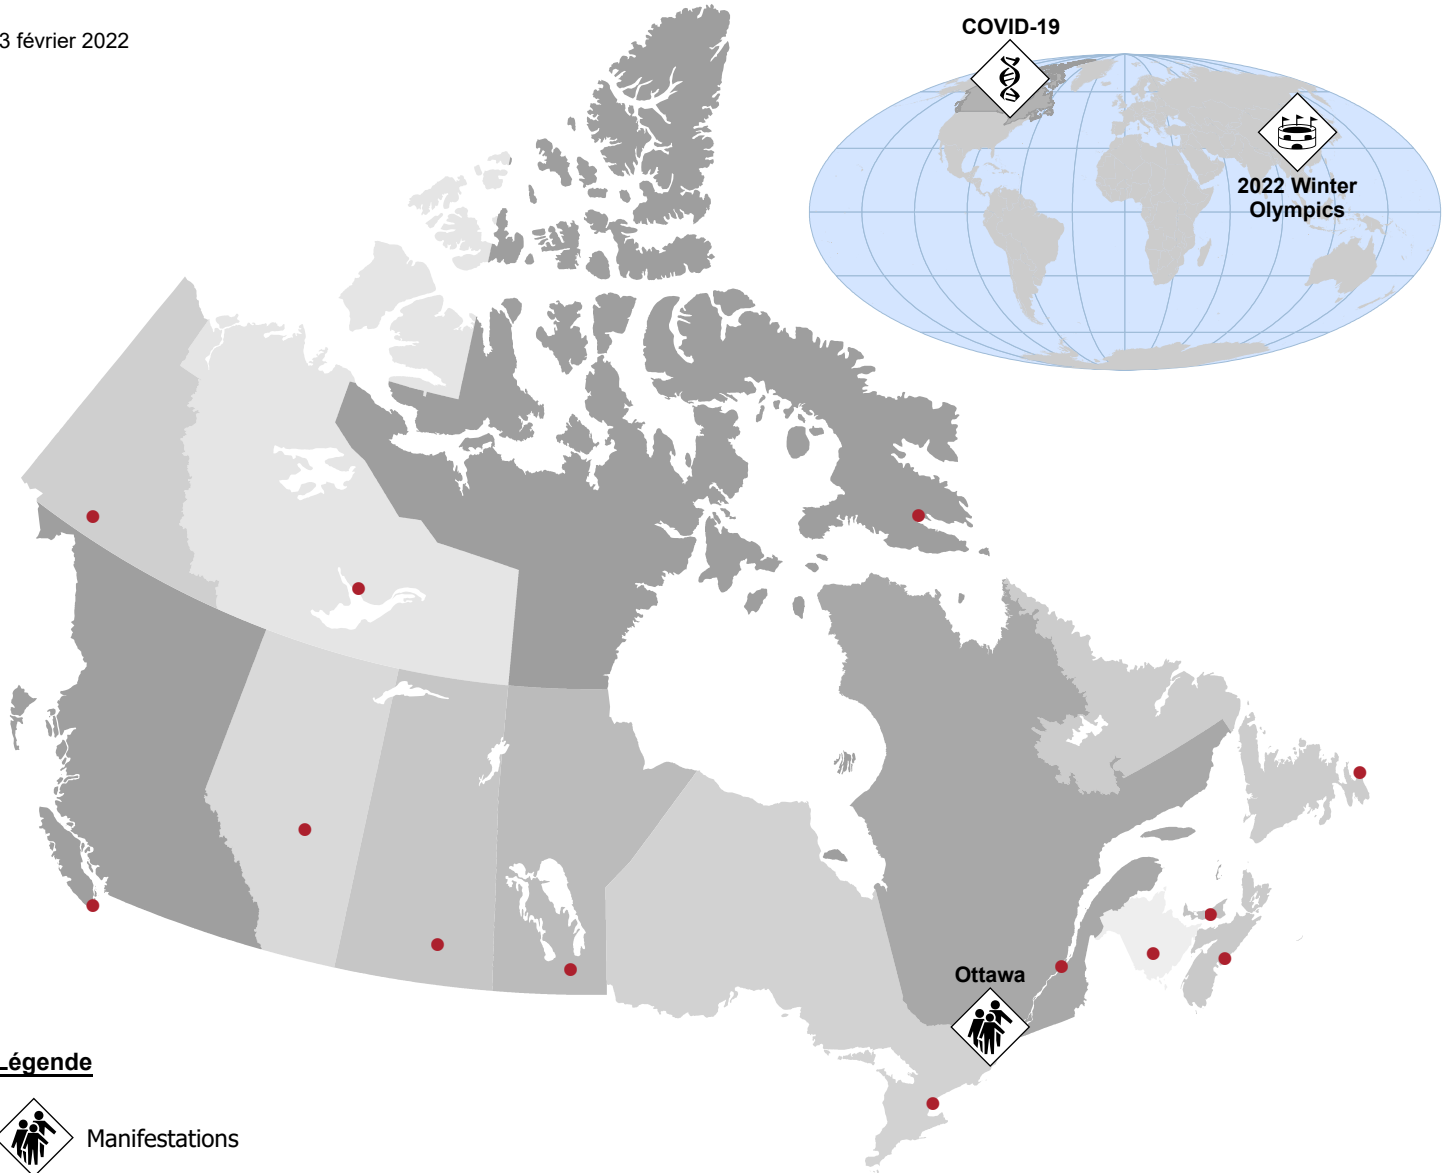 3 février 2022
COVID-19
2022 Winter
Olympics
Ottawa
Légende
Manifestations